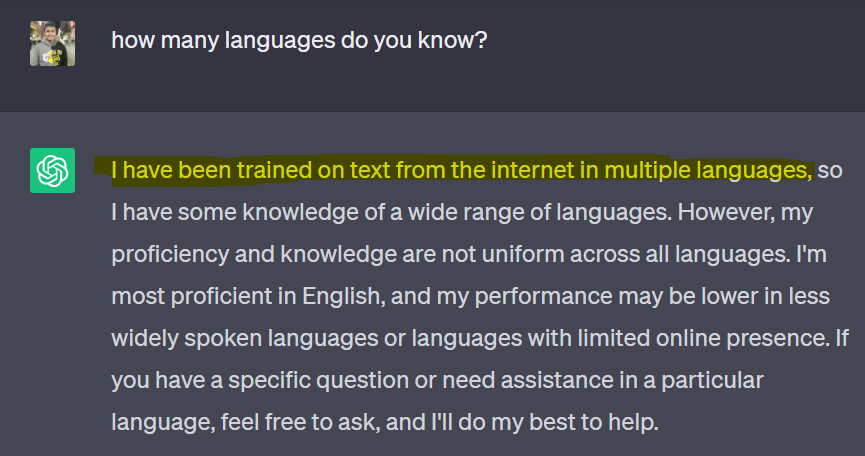 how many languages do you know?
I have been trained on text from the internet in multiple languages, so
I have some knowledge of a wide range of languages. However, my
proficiency and knowledge are not uniform across all languages. I'm
most proficient in English, and my performance may be lower in less
widely spoken languages or languages with limited online presence. If
you have a specific question or need assistance in a particular
language, feel free to ask, and I'll do my best to help.